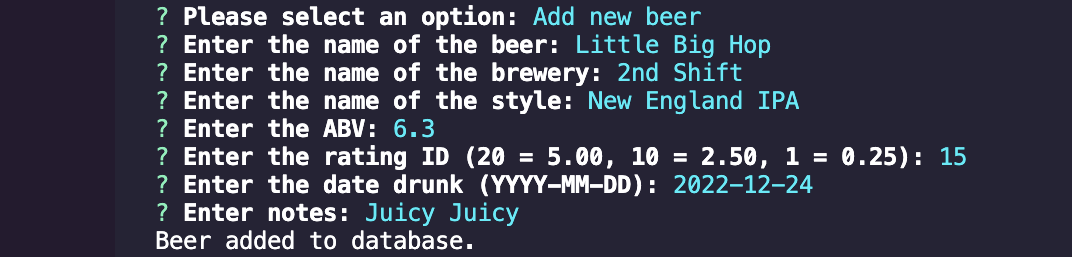 ? Please select an option: Add new beer
? Enter the name of the beer: Little Big Hop
? Enter the name of the brewery: 2nd Shift
? Enter the name of the style: New England IPA
? Enter the ABV: 6.3
? Enter the rating ID (20 = 5.00, 10 = 2.50, 1 = 0.25): 15
? Enter the date drunk (YYYY-MM-DD): 2022-12-24
? Enter notes: Juicy Juicy
Beer added to database.